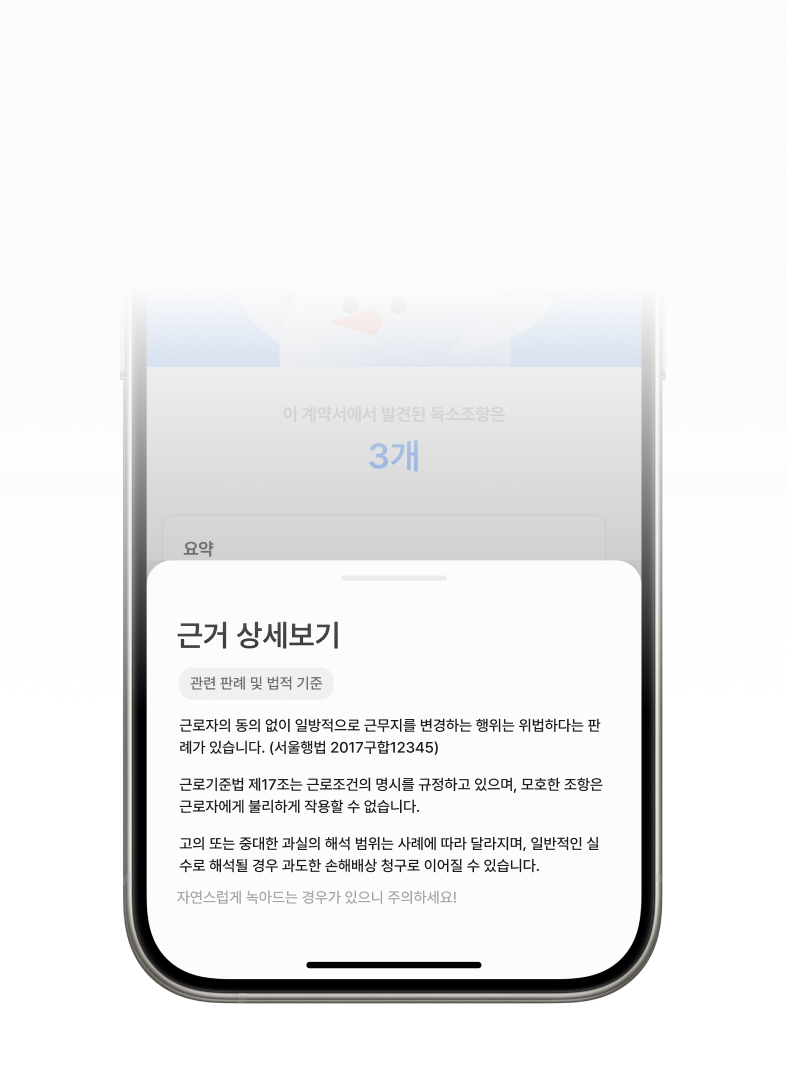 이 계약서에서 발견된 독소조항은
3개
요약
근거 상세보기
관련 판례 및 법적 기준
근로자의 동의 없이 일방적으로 근무지를 변경하는 행위는 위법하다는 판
례가 있습니다. (서울행법 2017구합12345)
근로기준법 제17조는 근로조건의 명시를 규정하고 있으며, 모호한 조항은
근로자에게 불리하게 작용할 수 없습니다.
고의 또는 중대한 과실의 해석 범위는 사례에 따라 달라지며, 일반적인 실
수로 해석될 경우 과도한 손해배상 청구로 이어질 수 있습니다.
자연스럽게 녹아드는 경우가 있으니 주의하세요!